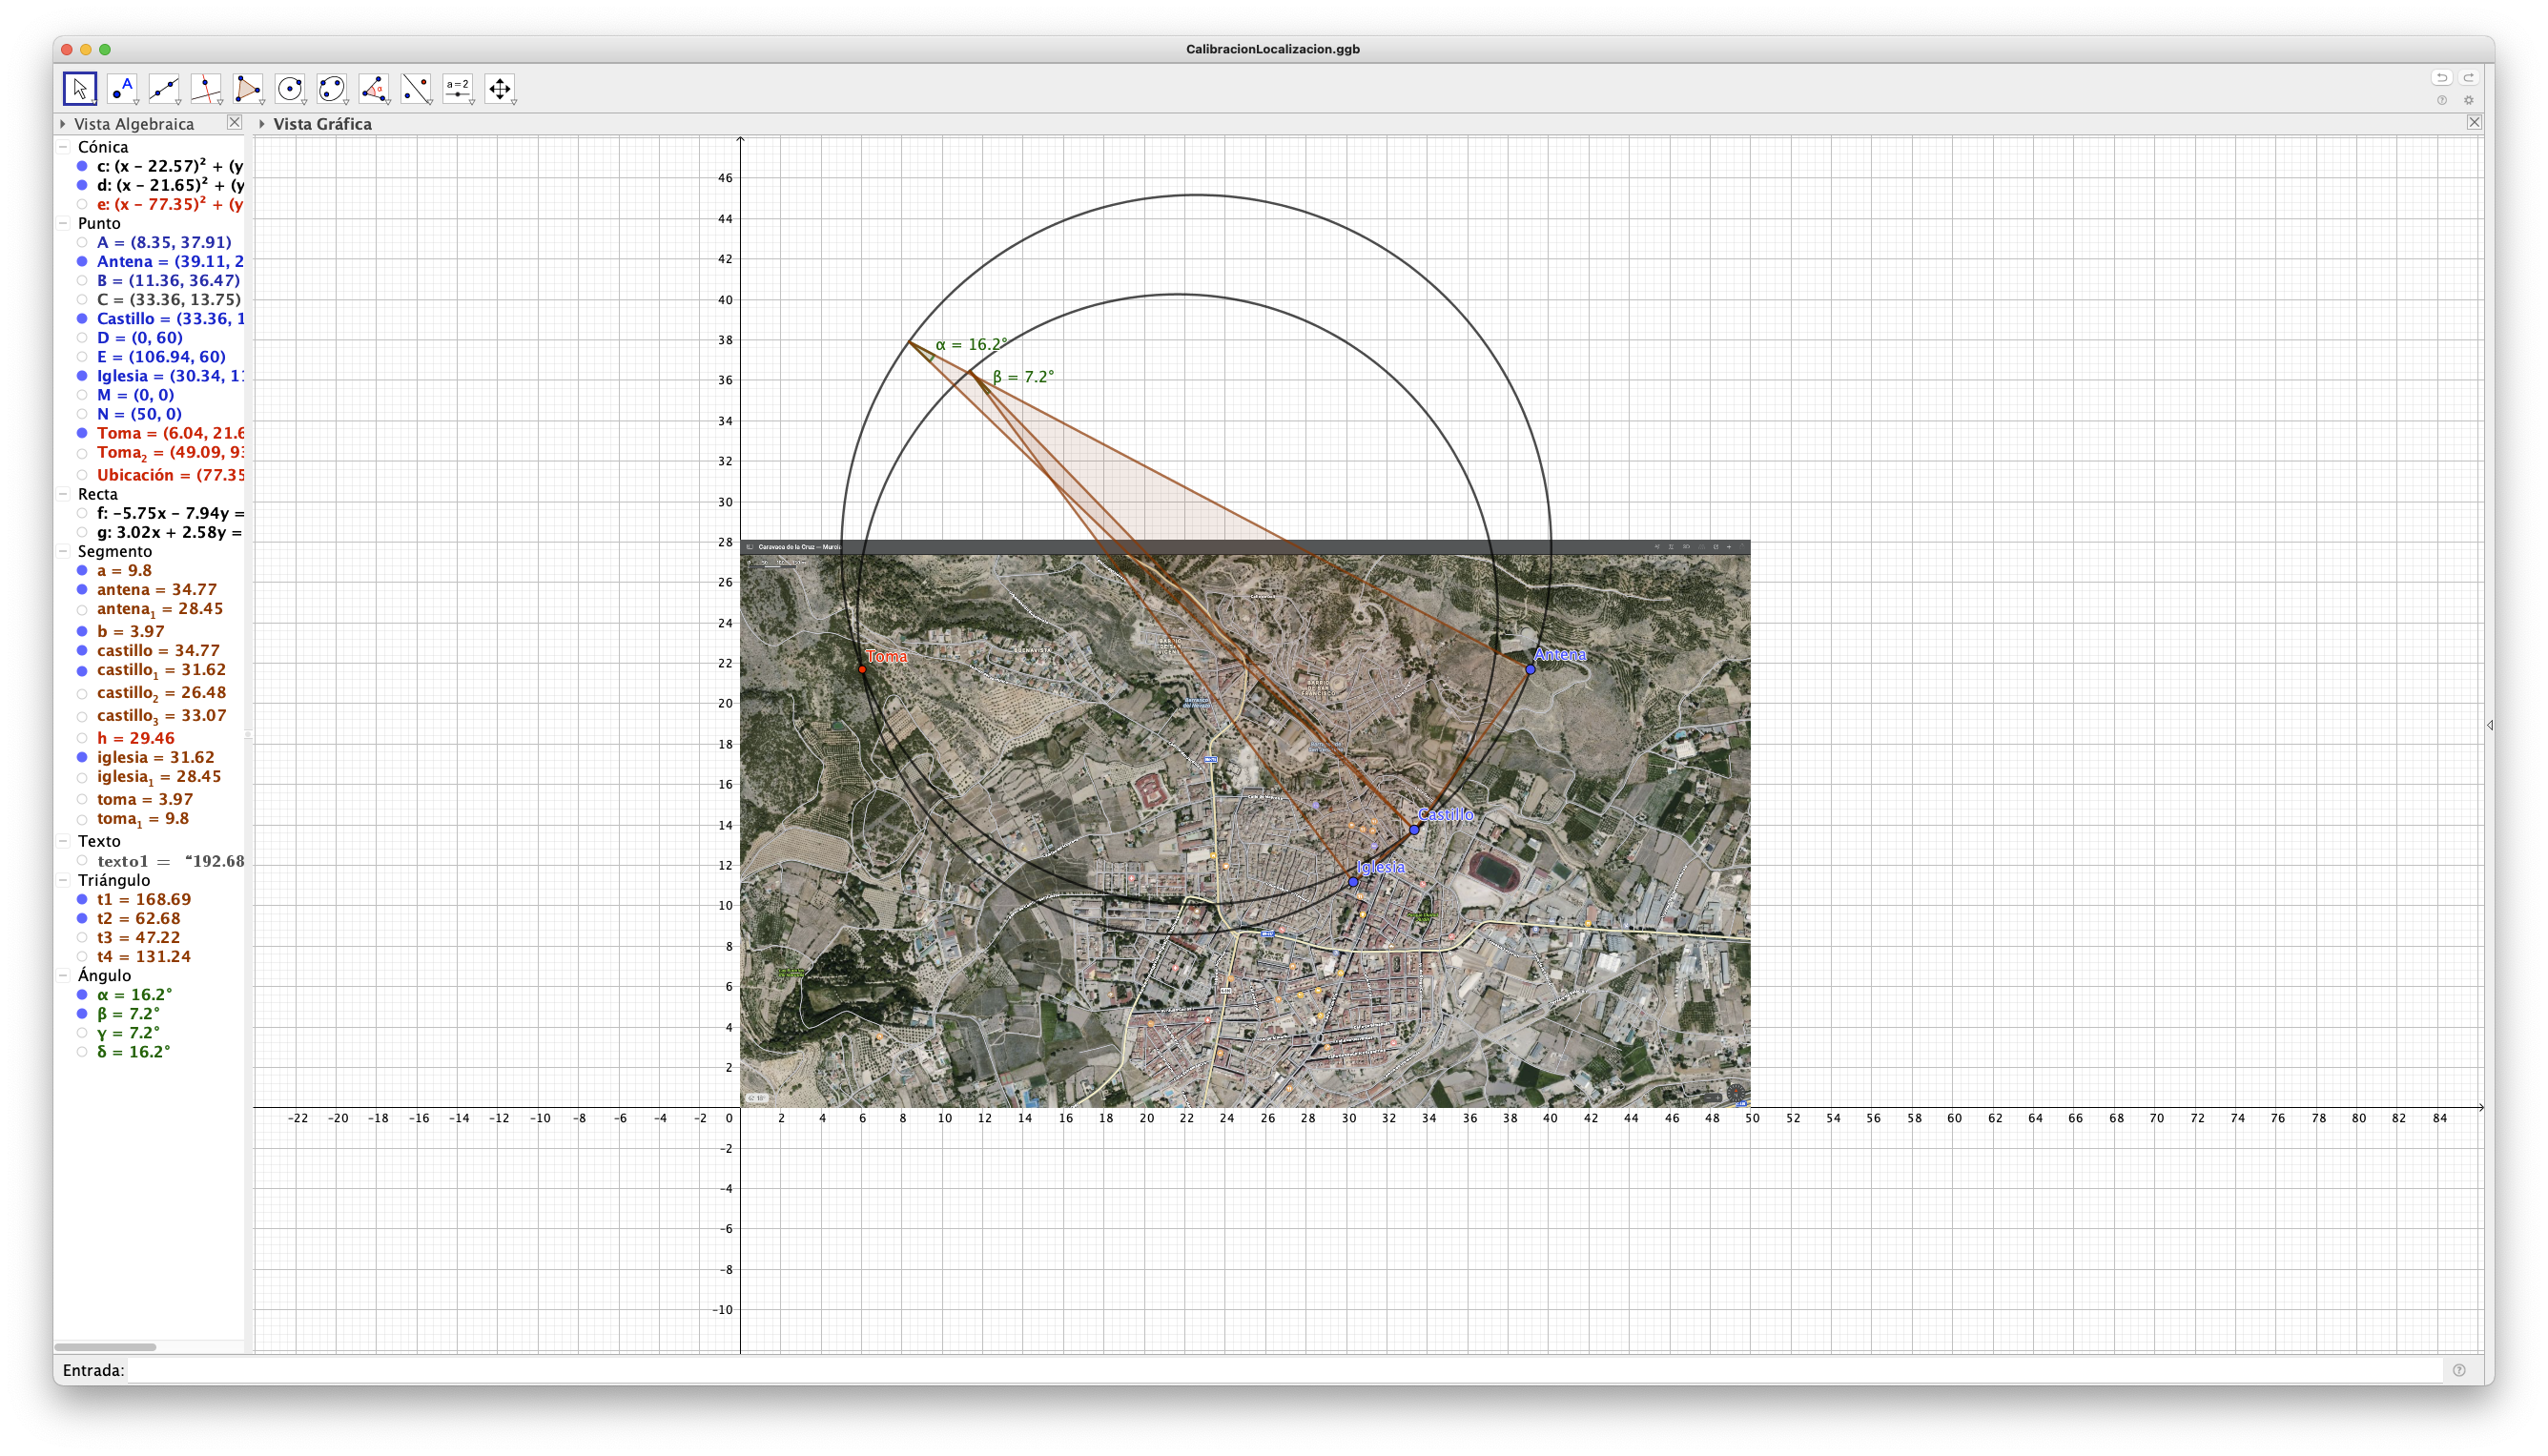 CalibracionLocalizacion.ggb
A
a=2
Vista Algebraica
Vista Gráfica
Cónica
c: (x – 22.57)² + (y
d: (x – 21.65)² + (y
e: (x – 77.35)² + (y
Punto
A = (8.35, 37.91)
Antena = (39.11, 2
B = (11.36, 36.47)
C = (33.36, 13.75)
Castillo = (33.36, 1
D = (0, 60)
E = (106.94, 60)
Iglesia = (30.34, 11
M = (0, 0)
N = (50, 0)
Toma = (6.04, 21.6
Toma₂ = (49.09, 93
Ubicación = (77.35
Recta
f: –5.75x – 7.94y =
g: 3.02x + 2.58y =
Segmento
a = 9.8
antena = 34.77
antena₁ = 28.45
b = 3.97
castillo = 34.77
castillo₁ = 31.62
castillo₂ = 26.48
castillo₃ = 33.07
h = 29.46
iglesia = 31.62
iglesia₁ = 28.45
toma = 3.97
toma₁ = 9.8
Texto
texto1 = “192.68
Triángulo
t1 = 168.69
t2 = 62.68
t3 = 47.22
t4 = 131.24
Ángulo
α = 16.2°
β = 7.2°
γ = 7.2°
δ = 16.2°
46
44
42
40
38
36
34
32
30
28
26
24
22
20
18
16
14
12
10
8
6
4
2
α = 16.2°
β = 7.2°
Caravaca de la Cruz — Murcia
BUENAVISTA
Toma
Antena
Castillo
Iglesia
-22 -20 -18 -16 -14 -12 -10 -8 -6 -4 -2 0 2 4 6 8 10 12 14 16 18 20 22 24 26 28 30 32 34 36 38 40 42 44 46 48 50 52 54 56 58 60 62 64 66 68 70 72 74 76 78 80 82 84
-2
-4
-6
-8
-10
Entrada: